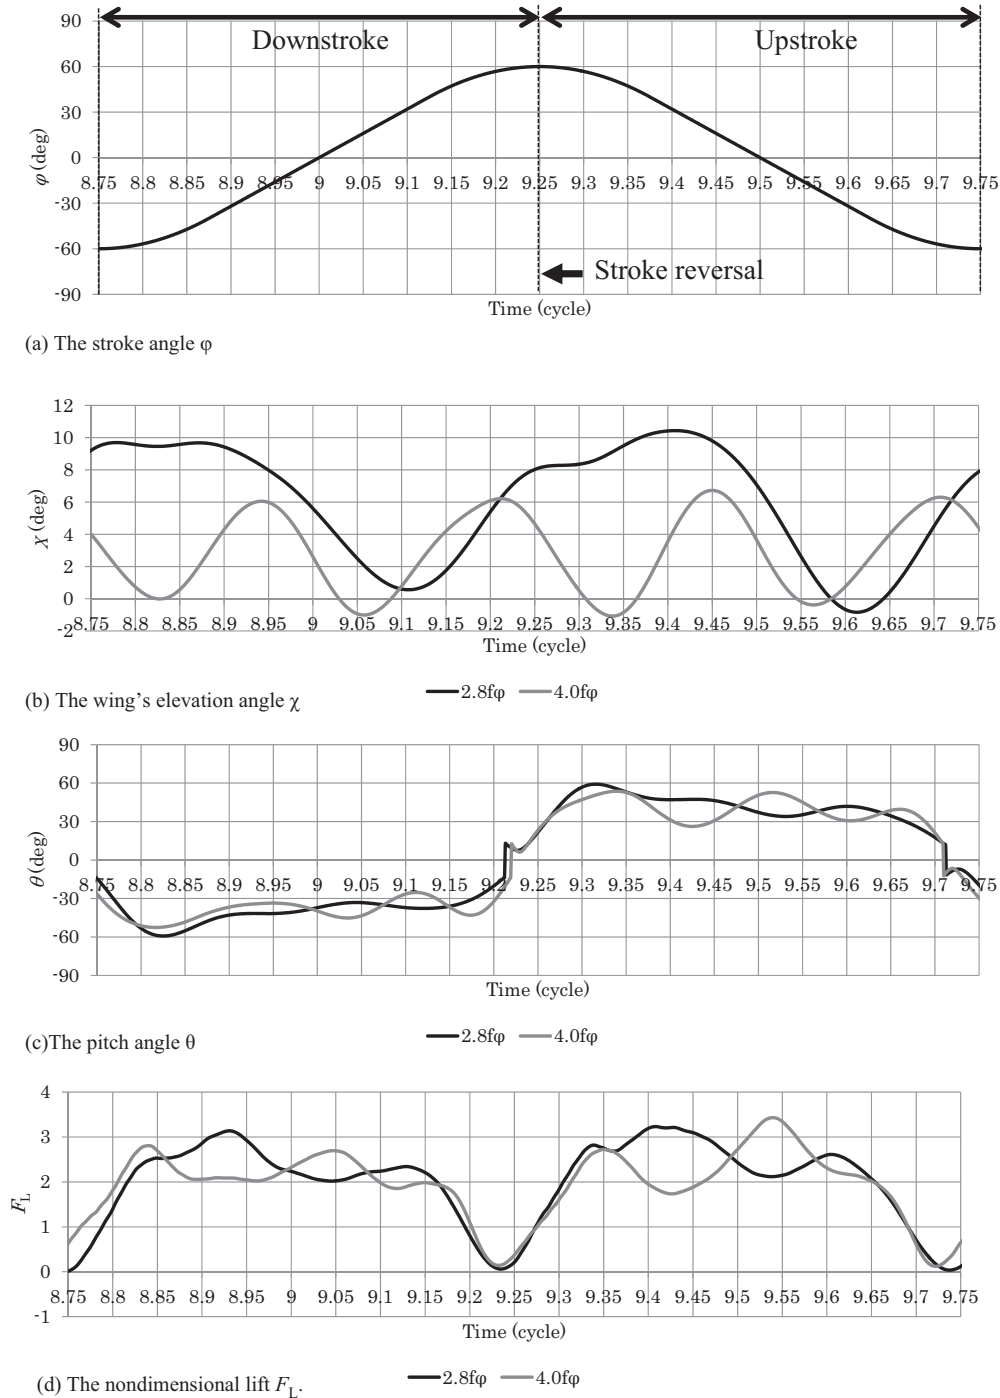 90
Downstroke
Upstroke
60
30
0
-30
-60
-90
φ (deg)
8.75 8.8 8.85 8.9 8.95 9 9.05 9.1 9.15 9.2 9.25 9.3 9.35 9.4 9.45 9.5 9.55 9.6 9.65 9.7 9.75
Stroke reversal
Time (cycle)
(a) The stroke angle φ
12
10
8
6
4
2
0
-2
χ (deg)
8.75 8.8 8.85 8.9 8.95 9 9.05 9.1 9.15 9.2 9.25 9.3 9.35 9.4 9.45 9.5 9.55 9.6 9.65 9.7 9.75
Time (cycle)
(b) The wing’s elevation angle χ
2.8fφ 4.0fφ
90
60
30
0
-30
-60
-90
θ (deg)
8.75 8.8 8.85 8.9 8.95 9 9.05 9.1 9.15 9.2 9.25 9.3 9.35 9.4 9.45 9.5 9.55 9.6 9.65 9.7 9.75
Time (cycle)
(c)The pitch angle θ
2.8fφ 4.0fφ
4
3
2
1
0
-1
FL
8.75 8.8 8.85 8.9 8.95 9 9.05 9.1 9.15 9.2 9.25 9.3 9.35 9.4 9.45 9.5 9.55 9.6 9.65 9.7 9.75
Time (cycle)
(d) The nondimensional lift FL.
2.8fφ 4.0fφ